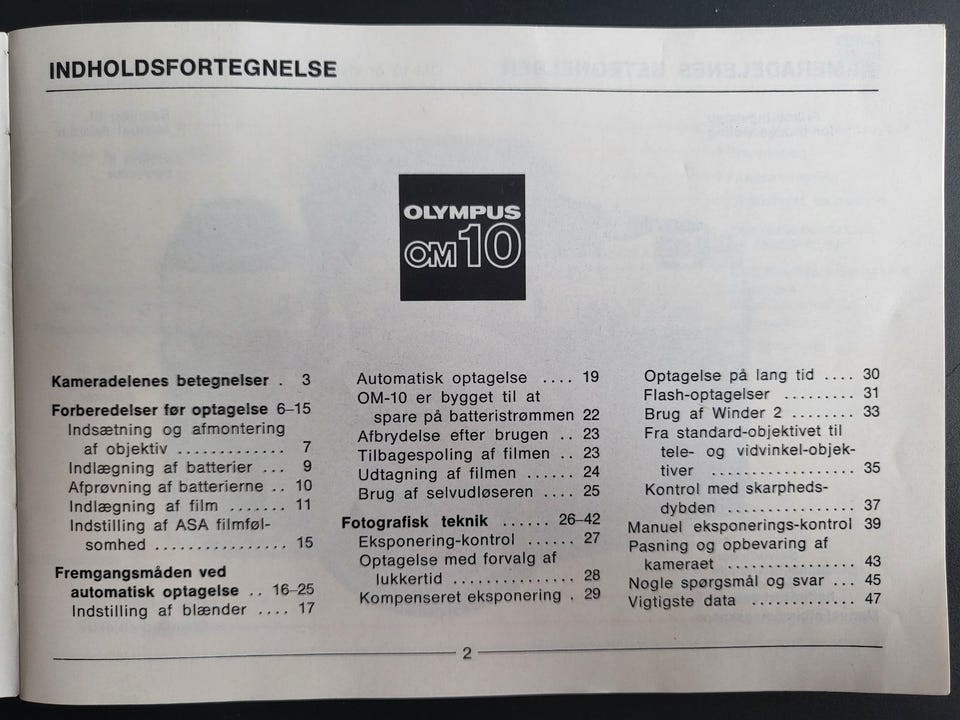 INDHOLDSFORTEGNELSE
OLYMPUS
OM10
Kameradelenes betegnelser . 3
Forberedelser før optagelse 6–15
Indsætning og afmontering
af objektiv ............. 7
Indlægning af batterier ... 9
Afprøvning af batterierne .. 10
Indlægning af film ....... 11
Indstilling af ASA filmføl-
somhed ................ 15
Fremgangsmåden ved
automatisk optagelse .. 16–25
Indstilling af blænder .... 17
Automatisk optagelse .... 19
OM-10 er bygget til at
spare på batteristrømmen 22
Afbrydelse efter brugen .. 23
Tilbagespoling af filmen .. 23
Udtagning af filmen ...... 24
Brug af selvudløseren .... 25
Fotografisk teknik ...... 26–42
Eksponering-kontrol ...... 27
Optagelse med forvalg af
lukkertid ............... 28
Kompenseret eksponering . 29
Optagelse på lang tid .... 30
Flash-optagelser ......... 31
Brug af Winder 2 ........ 33
Fra standard-objektivet til
tele- og vidvinkel-objek-
tiver ................. 35
Kontrol med skarpheds-
dybden ................ 37
Manuel eksponerings-kontrol 39
Pasning og opbevaring af
kameraet ................ 43
Nogle spørgsmål og svar ... 45
Vigtigste data ............. 47
2